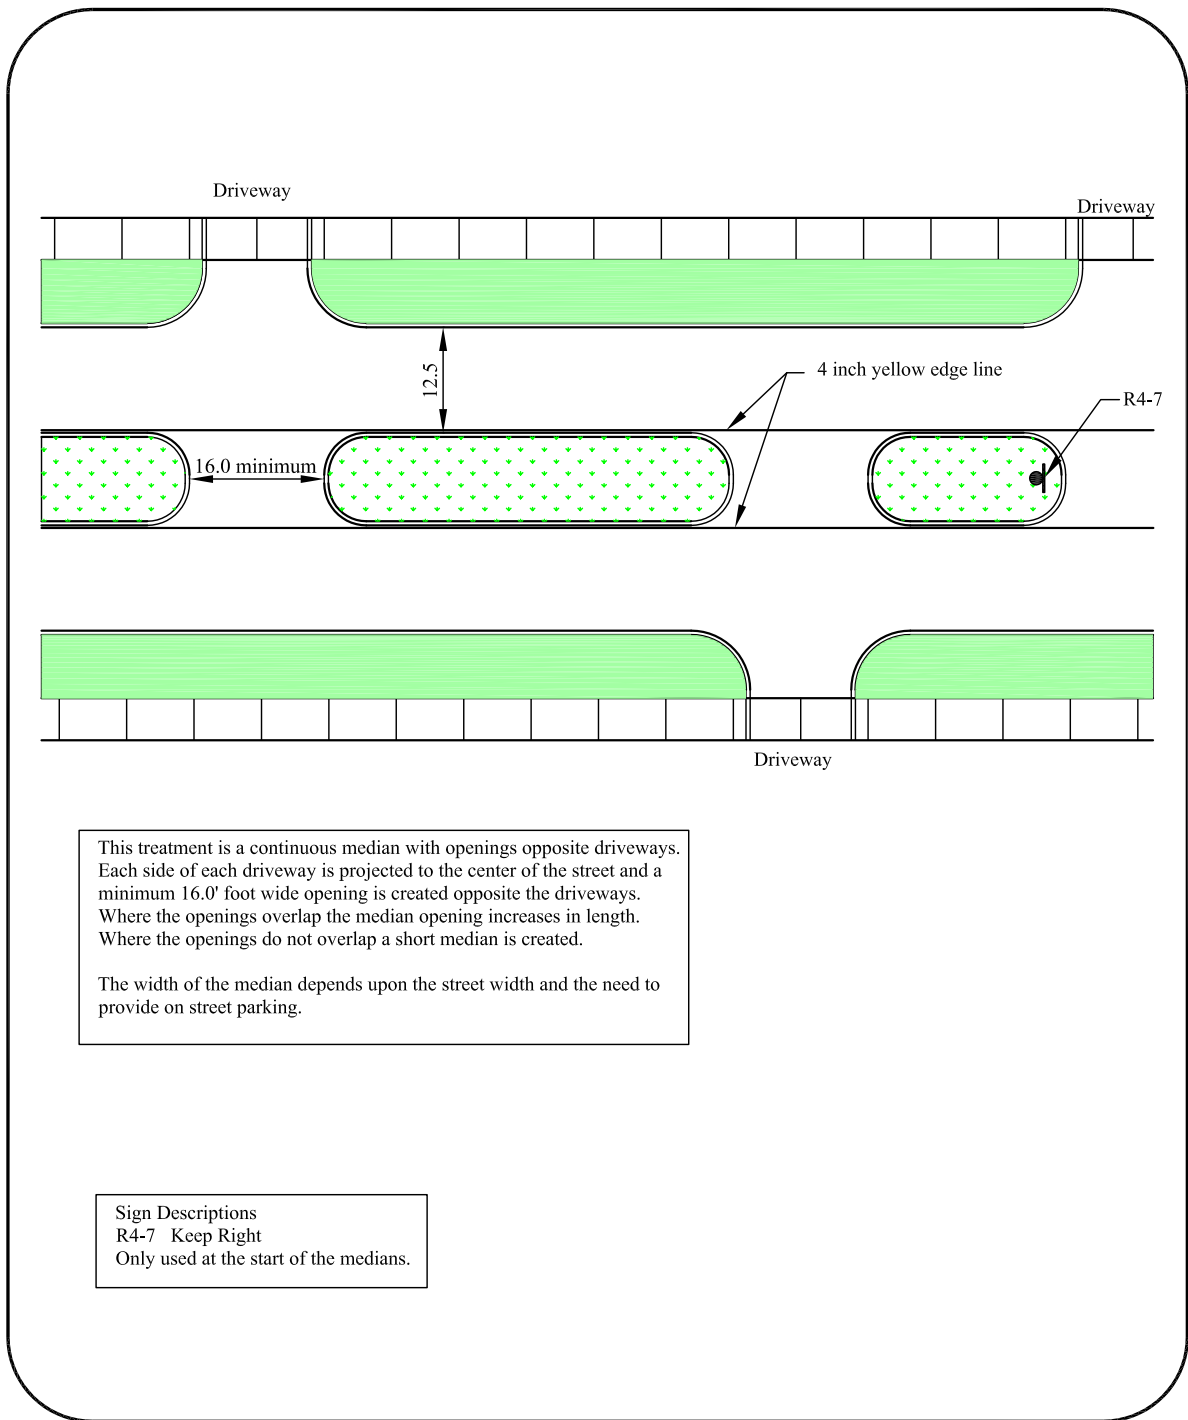 Driveway
Driveway
12.5
4 inch yellow edge line
R4-7
16.0 minimum
Driveway
This treatment is a continuous median with openings opposite driveways.
Each side of each driveway is projected to the center of the street and a
minimum 16.0' foot wide opening is created opposite the driveways.
Where the openings overlap the median opening increases in length.
Where the openings do not overlap a short median is created.
The width of the median depends upon the street width and the need to
provide on street parking.
Sign Descriptions
R4-7 Keep Right
Only used at the start of the medians.